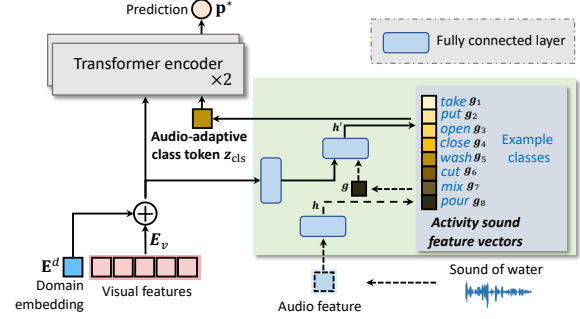 Prediction p*
Fully connected layer
Transformer encoder
×2
Audio-adaptive
class token z_cls
h′
take g₁
put g₂
open g₃
close g₄
wash g₅
cut g₆
mix g₇
pour g₈
Example
classes
g
h
Activity sound
feature vectors
E_v
E^d
Domain
embedding
Visual features
Audio feature
Sound of water